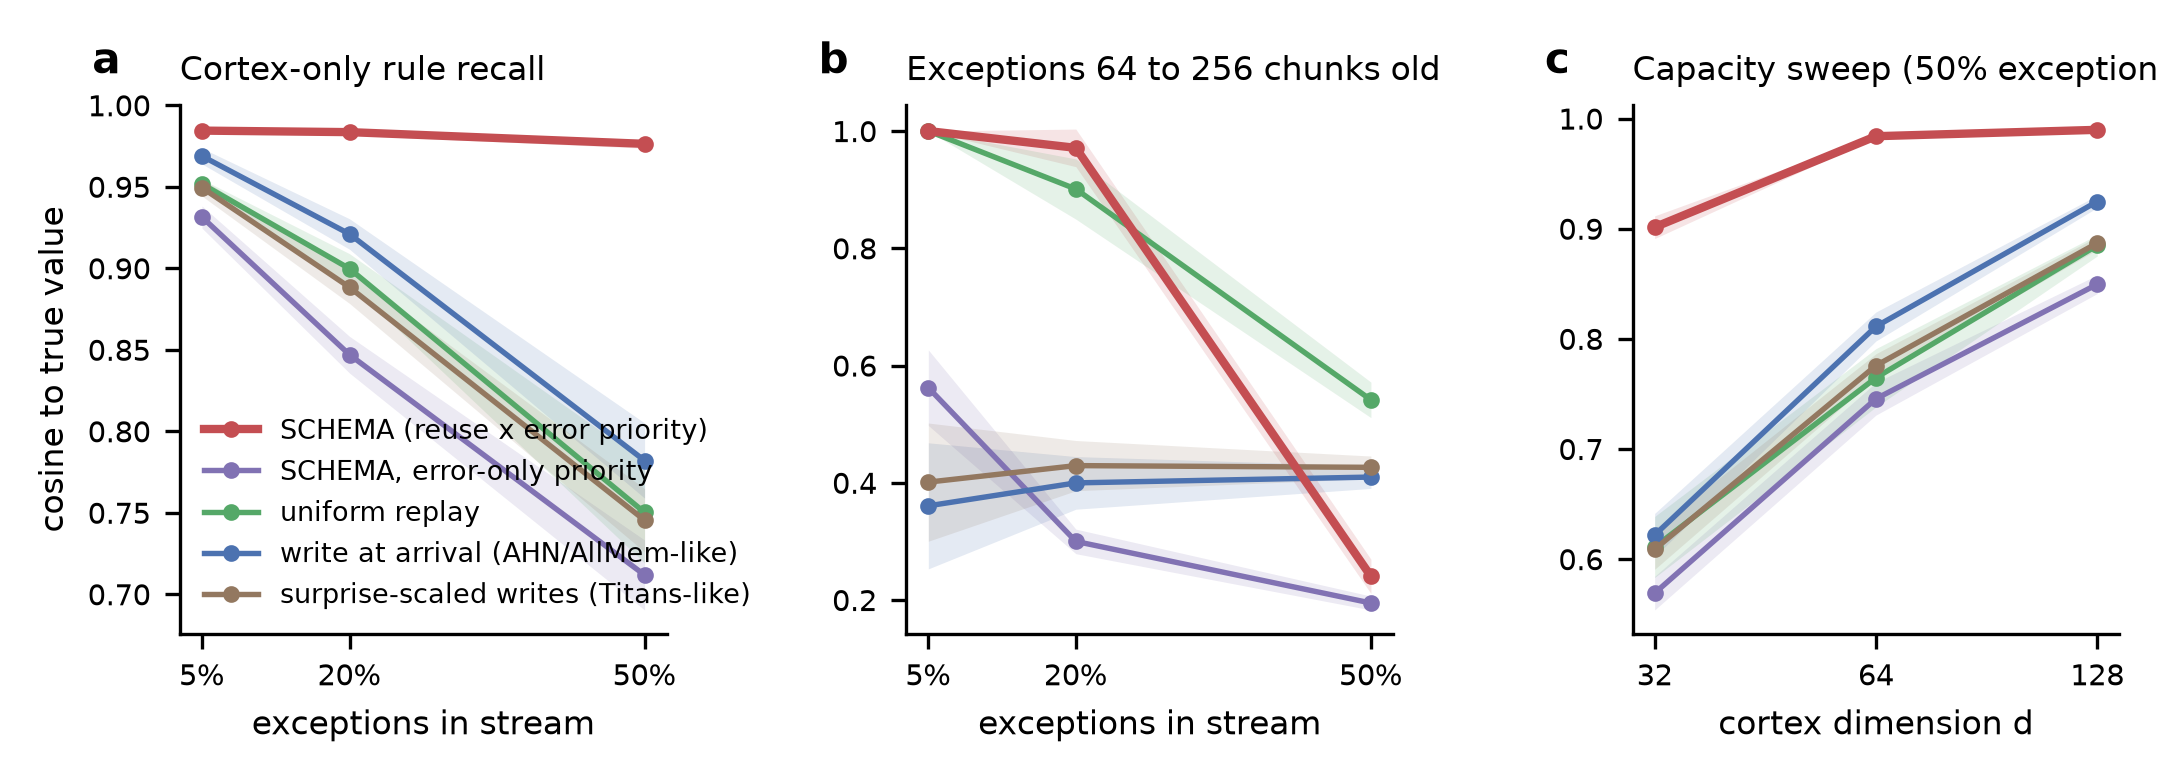 a Cortex-only rule recall
1.00
0.95
0.90
0.85
0.80
0.75
0.70
cosine to true value
SCHEMA (reuse x error priority)
SCHEMA, error-only priority
uniform replay
write at arrival (AHN/AllMem-like)
surprise-scaled writes (Titans-like)
5% 20% 50%
exceptions in stream
b Exceptions 64 to 256 chunks old
1.0
0.8
0.6
0.4
0.2
5% 20% 50%
exceptions in stream
c Capacity sweep (50% exception
1.0
0.9
0.8
0.7
0.6
32 64 128
cortex dimension d